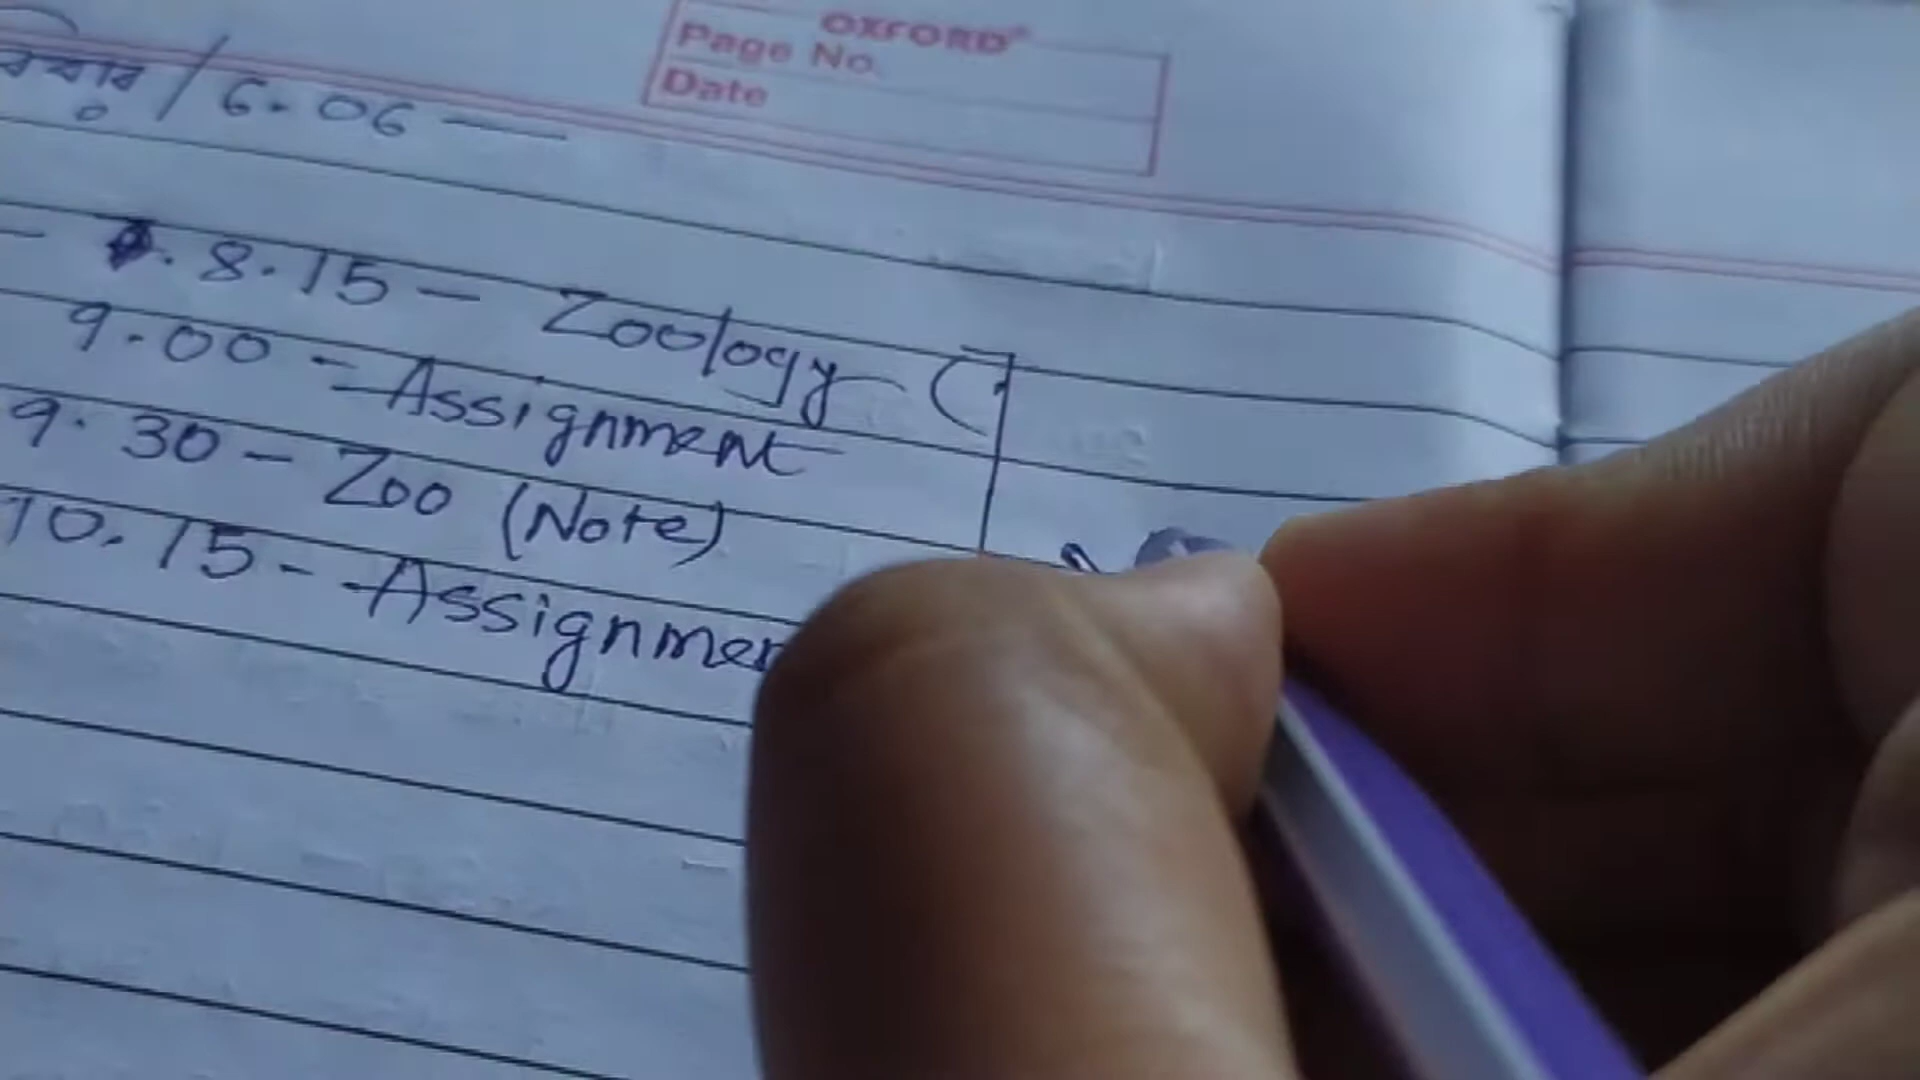 OXFORD
Page No.
Date
/ 6.06 —
- 8.15 - Zoology (
9.00 - Assignment
9.30 - Zoo (Note)
10.15 - Assignmen